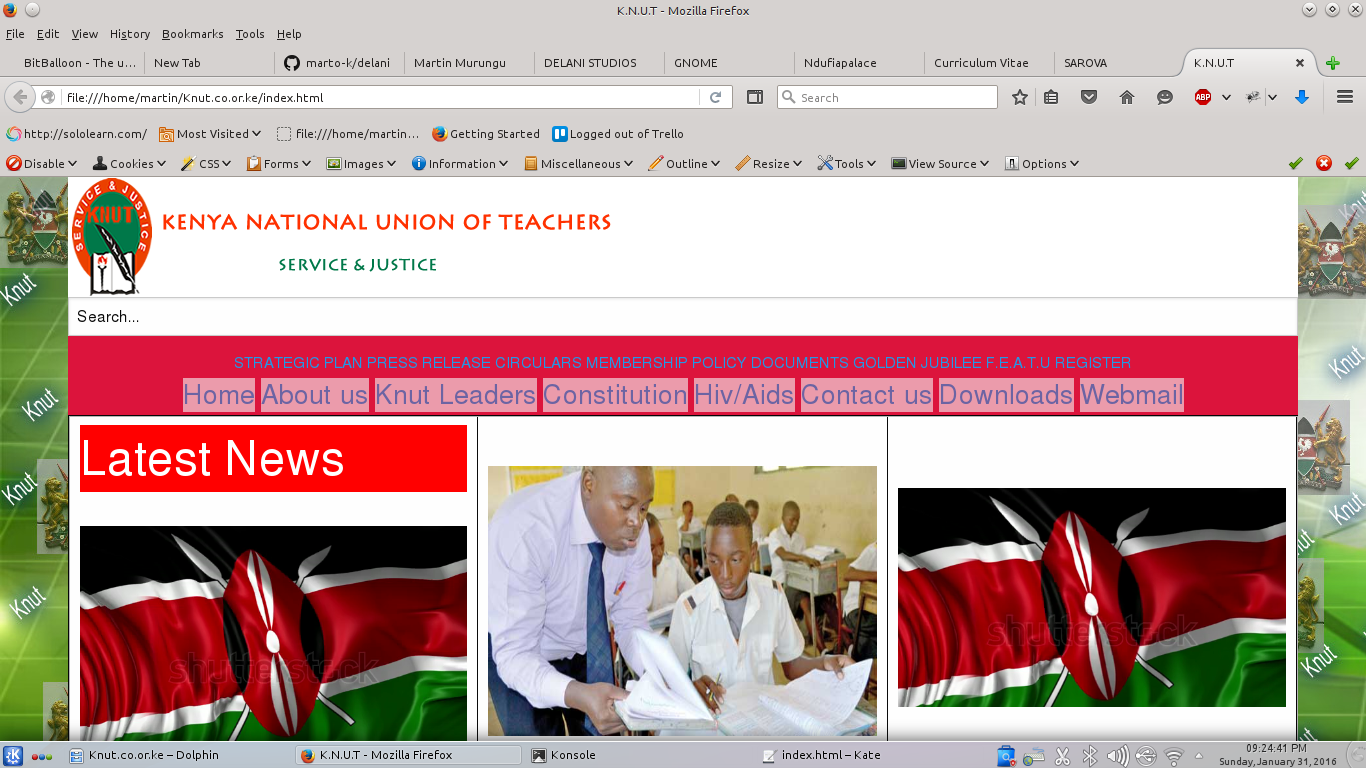 K.N.U.T - Mozilla Firefox
File Edit View History Bookmarks Tools Help
BitBalloon - The u... New Tab marto-k/delani Martin Murungu DELANI STUDIOS GNOME Ndufiapalace Curriculum Vitae SAROVA K.N.U.T
file:///home/martin/Knut.co.or.ke/index.html Search ABP
http://sololearn.com/ Most Visited file:///home/martin... Getting Started Logged out of Trello
Disable Cookies CSS Forms Images Information Miscellaneous Outline Resize Tools View Source Options
SERVICE & JUSTICE
KNUT
KENYA NATIONAL UNION OF TEACHERS
SERVICE & JUSTICE
Knut
Search...
STRATEGIC PLAN PRESS RELEASE CIRCULARS MEMBERSHIP POLICY DOCUMENTS GOLDEN JUBILEE F.E.A.T.U REGISTER
Home About us Knut Leaders Constitution Hiv/Aids Contact us Downloads Webmail
Knut
Knut
Latest News
Knut
Knut
Knut
Knut
shutterstock
shutterstock
Knut
Knut.co.or.ke – Dolphin K.N.U.T - Mozilla Firefox Konsole index.html – Kate
09:24:41 PM
Sunday, January 31, 2016